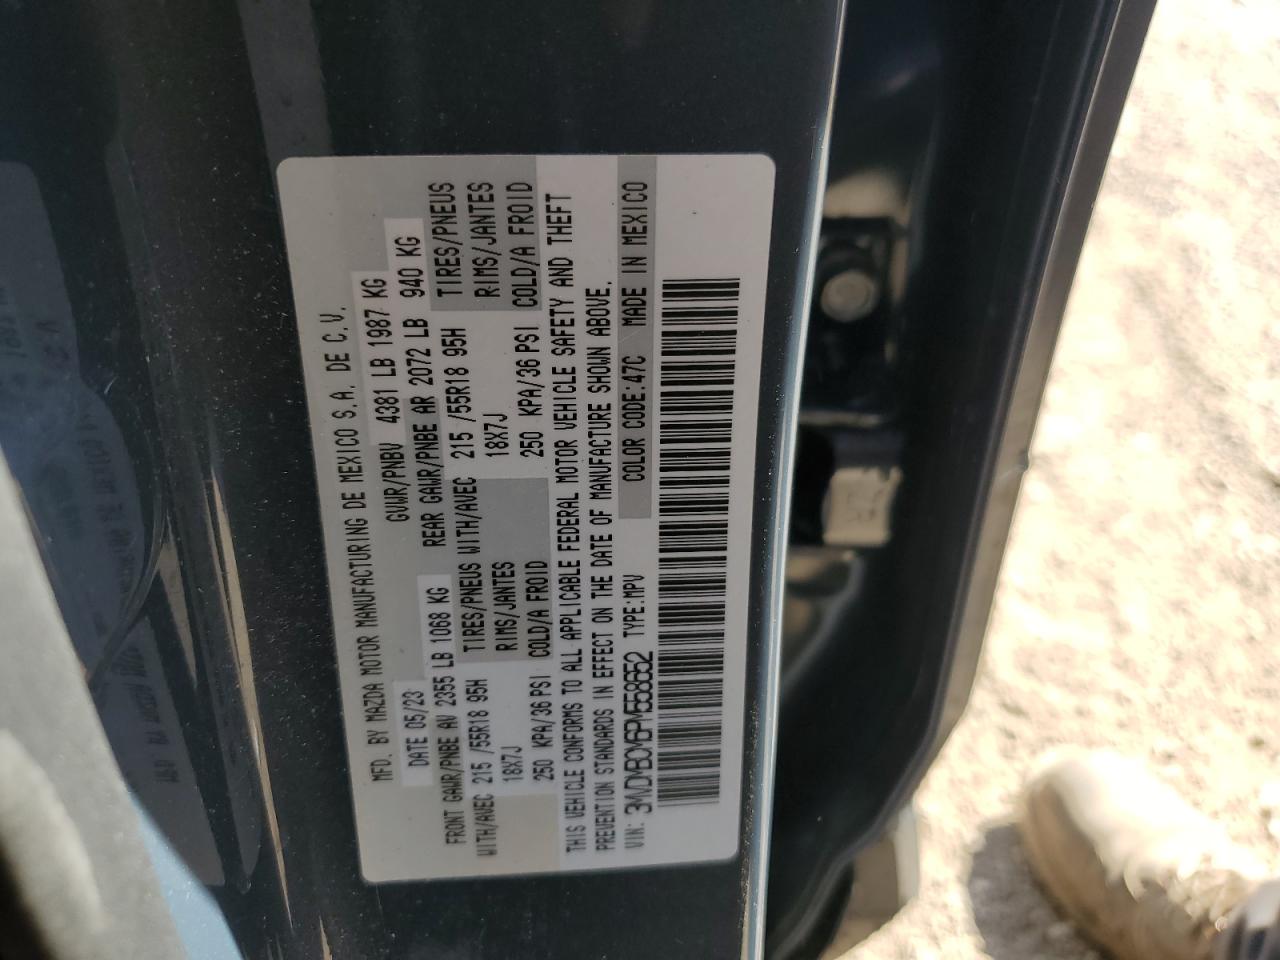 MFD. BY MAZDA MOTOR MANUFACTURING DE MEXICO S.A. DE C.V.
DATE 05/23 GVWR/PNBV 4381 LB 1987 KG
FRONT GAWR/PNBE AV 2355 LB 1068 KG REAR GAWR/PNBE AR 2072 LB 940 KG
WITH/AVEC 215 /55R18 95H TIRES/PNEUS WITH/AVEC 215 /55R18 95H TIRES/PNEUS
18X7J RIMS/JANTES 18X7J RIMS/JANTES
250 KPA/36 PSI COLD/A FROID 250 KPA/36 PSI COLD/A FROID
THIS VEHICLE CONFORMS TO ALL APPLICABLE FEDERAL MOTOR VEHICLE SAFETY AND THEFT
PREVENTION STANDARDS IN EFFECT ON THE DATE OF MANUFACTURE SHOWN ABOVE.
VIN: 3MVDMBCM6PM558652 TYPE:MPV COLOR CODE:47C MADE IN MEXICO